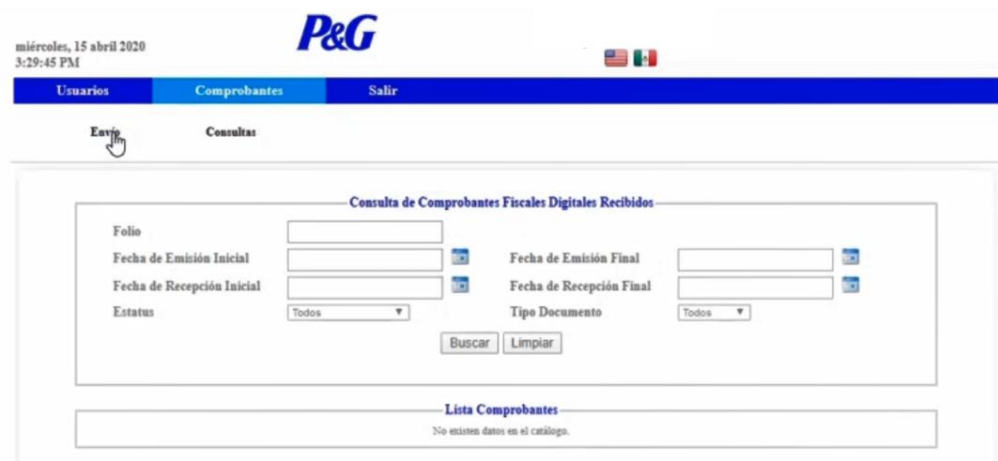 P&G
miércoles, 15 abril 2020
3:29:45 PM
Usuarios Comprobantes Salir
Envío Consultas
Consulta de Comprobantes Fiscales Digitales Recibidos
Folio
Fecha de Emisión Inicial Fecha de Emisión Final
Fecha de Recepción Inicial Fecha de Recepción Final
Estatus Todos Tipo Documento Todos
Buscar Limpiar
Lista Comprobantes
No existen datos en el catálogo.